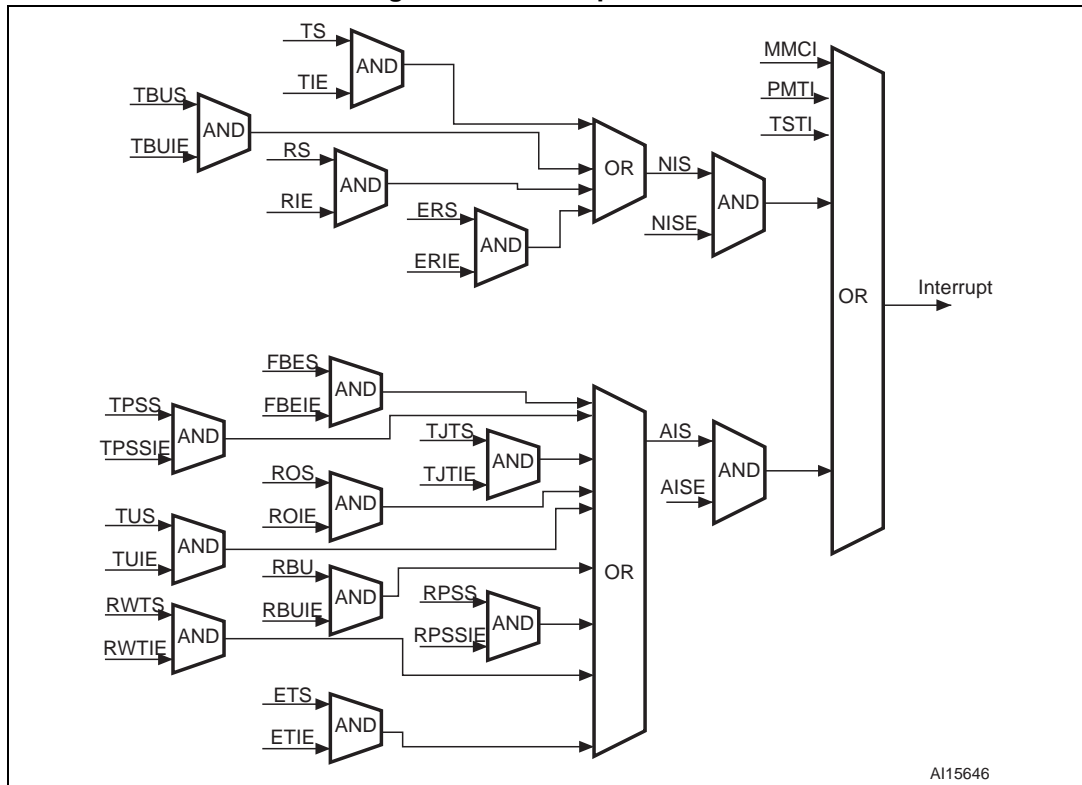 TS
AND
TIE
TBUS
AND
TBUIE
RS
AND
RIE
ERS
AND
ERIE
OR
NIS
AND
NISE
MMCI
PMTI
TSTI
OR
Interrupt
FBES
AND
FBEIE
TPSS
AND
TPSSIE
TJTS
AND
TJTIE
ROS
AND
ROIE
TUS
AND
TUIE
RBU
AND
RBUIE
RPSS
AND
RPSSIE
RWTS
AND
RWTIE
ETS
AND
ETIE
OR
AIS
AND
AISE
AI15646